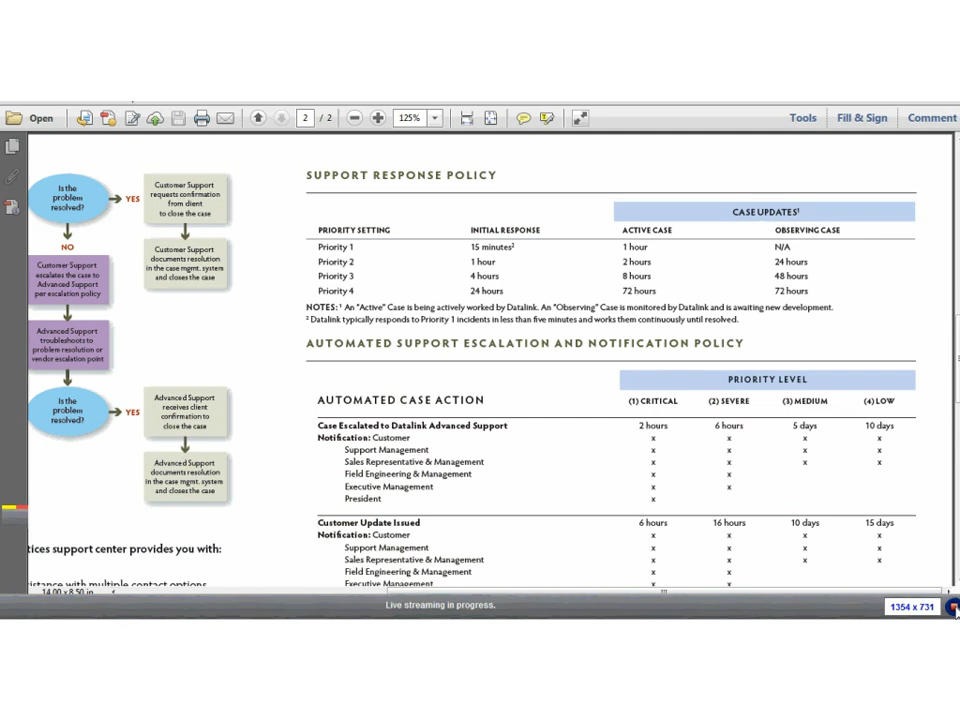 Open
2 / 2
125%
Tools
Fill & Sign
Comment
Is the
problem
resolved?
YES
Customer Support
requests confirmation
from client
to close the case
NO
Customer Support
documents resolution
in the case mgmt. system
and closes the case
Customer Support
escalates the case to
Advanced Support
per escalation policy
Advanced Support
troubleshoots to
problem resolution or
vendor escalation point
Is the
problem
resolved?
YES
Advanced Support
receives client
confirmation to
close the case
Advanced Support
documents resolution
in the case mgmt. system
and closes the case
tices support center provides you with:
istance with multiple contact options
14.00 x 8.50 in
SUPPORT RESPONSE POLICY
CASE UPDATES¹
PRIORITY SETTING INITIAL RESPONSE ACTIVE CASE OBSERVING CASE
Priority 1 15 minutes² 1 hour N/A
Priority 2 1 hour 2 hours 24 hours
Priority 3 4 hours 8 hours 48 hours
Priority 4 24 hours 72 hours 72 hours
NOTES: ¹ An "Active" Case is being actively worked by Datalink. An "Observing" Case is monitored by Datalink and is awaiting new development.
² Datalink typically responds to Priority 1 incidents in less than five minutes and works them continuously until resolved.
AUTOMATED SUPPORT ESCALATION AND NOTIFICATION POLICY
PRIORITY LEVEL
AUTOMATED CASE ACTION (1) CRITICAL (2) SEVERE (3) MEDIUM (4) LOW
Case Escalated to Datalink Advanced Support 2 hours 6 hours 5 days 10 days
Notification: Customer x x x x
Support Management x x x x
Sales Representative & Management x x x x
Field Engineering & Management x x
Executive Management x x
President x
Customer Update Issued 6 hours 16 hours 10 days 15 days
Notification: Customer x x x x
Support Management x x x x
Sales Representative & Management x x x x
Field Engineering & Management x x
Executive Management x x
Live streaming in progress.
1354 x 731